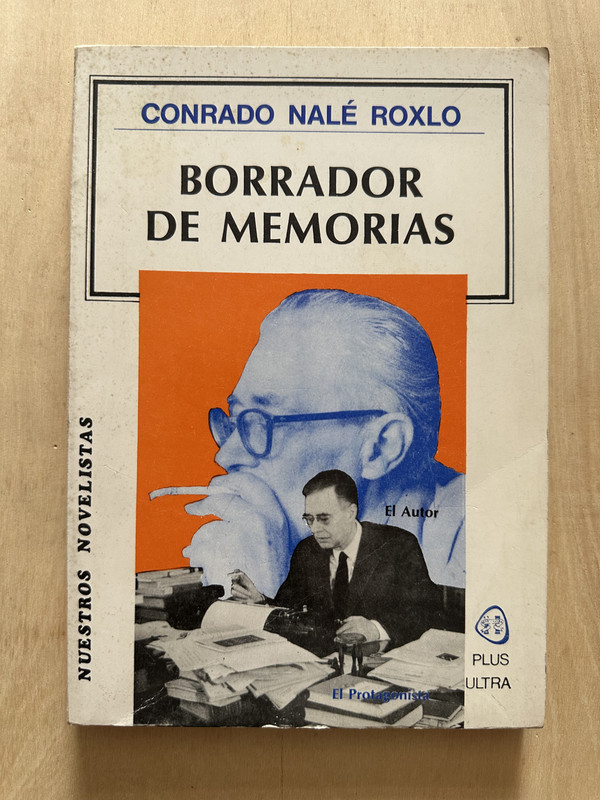 CONRADO NALÉ ROXLO
BORRADOR
DE MEMORIAS
NUESTROS NOVELISTAS
El Autor
El Protagonista
PLUS
ULTRA